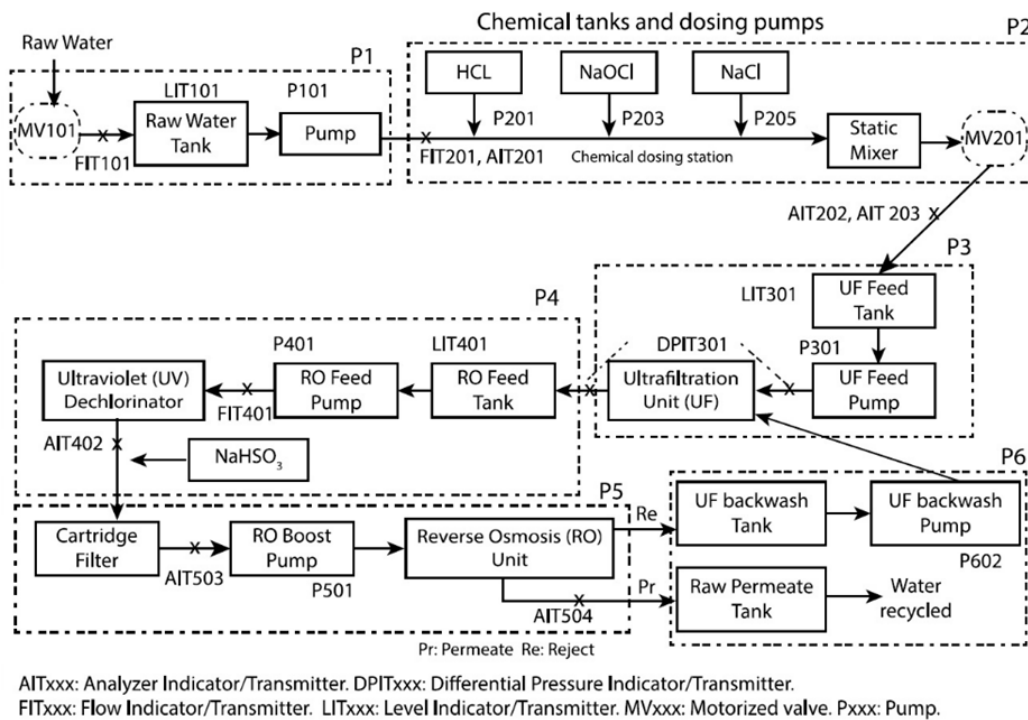 Chemical tanks and dosing pumps
Raw Water
P1
P2
MV101
FIT101
LIT101
Raw Water
Tank
P101
Pump
HCL
NaOCl
NaCl
P201
P203
P205
FIT201, AIT201
Chemical dosing station
Static
Mixer
MV201
AIT202, AIT 203
P3
LIT301
UF Feed
Tank
P301
UF Feed
Pump
DPIT301
Ultrafiltration
Unit (UF)
P4
LIT401
RO Feed
Tank
P401
RO Feed
Pump
FIT401
Ultraviolet (UV)
Dechlorinator
AIT402
NaHSO₃
P5
Cartridge
Filter
AIT503
RO Boost
Pump
P501
Reverse Osmosis (RO)
Unit
AIT504
Re
Pr
P6
UF backwash
Tank
UF backwash
Pump
P602
Raw Permeate
Tank
Water
recycled
Pr: Permeate Re: Reject
AITxxx: Analyzer Indicator/Transmitter. DPITxxx: Differential Pressure Indicator/Transmitter.
FITxxx: Flow Indicator/Transmitter. LITxxx: Level Indicator/Transmitter. MVxxx: Motorized valve. Pxxx: Pump.